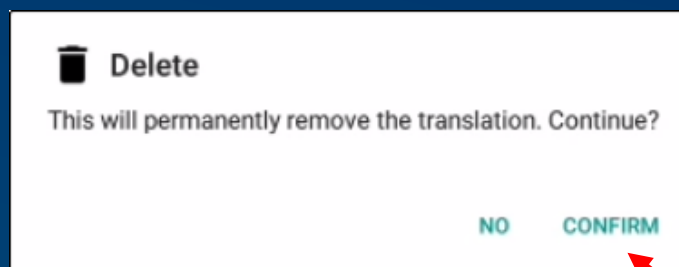 Delete
This will permanently remove the translation. Continue?
NO CONFIRM